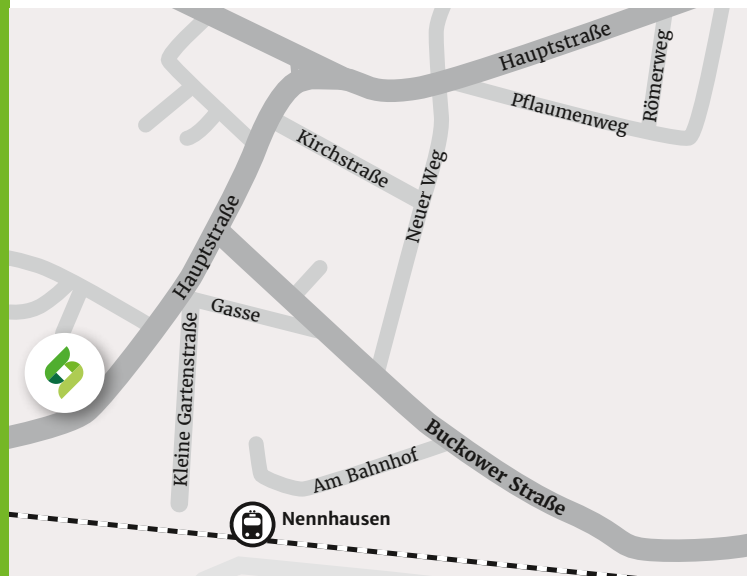 Hauptstraße
Römerweg
Pflaumenweg
Kirchstraße
Neuer Weg
Hauptstraße
Gasse
Kleine Gartenstraße
Buckower Straße
Am Bahnhof
Nennhausen